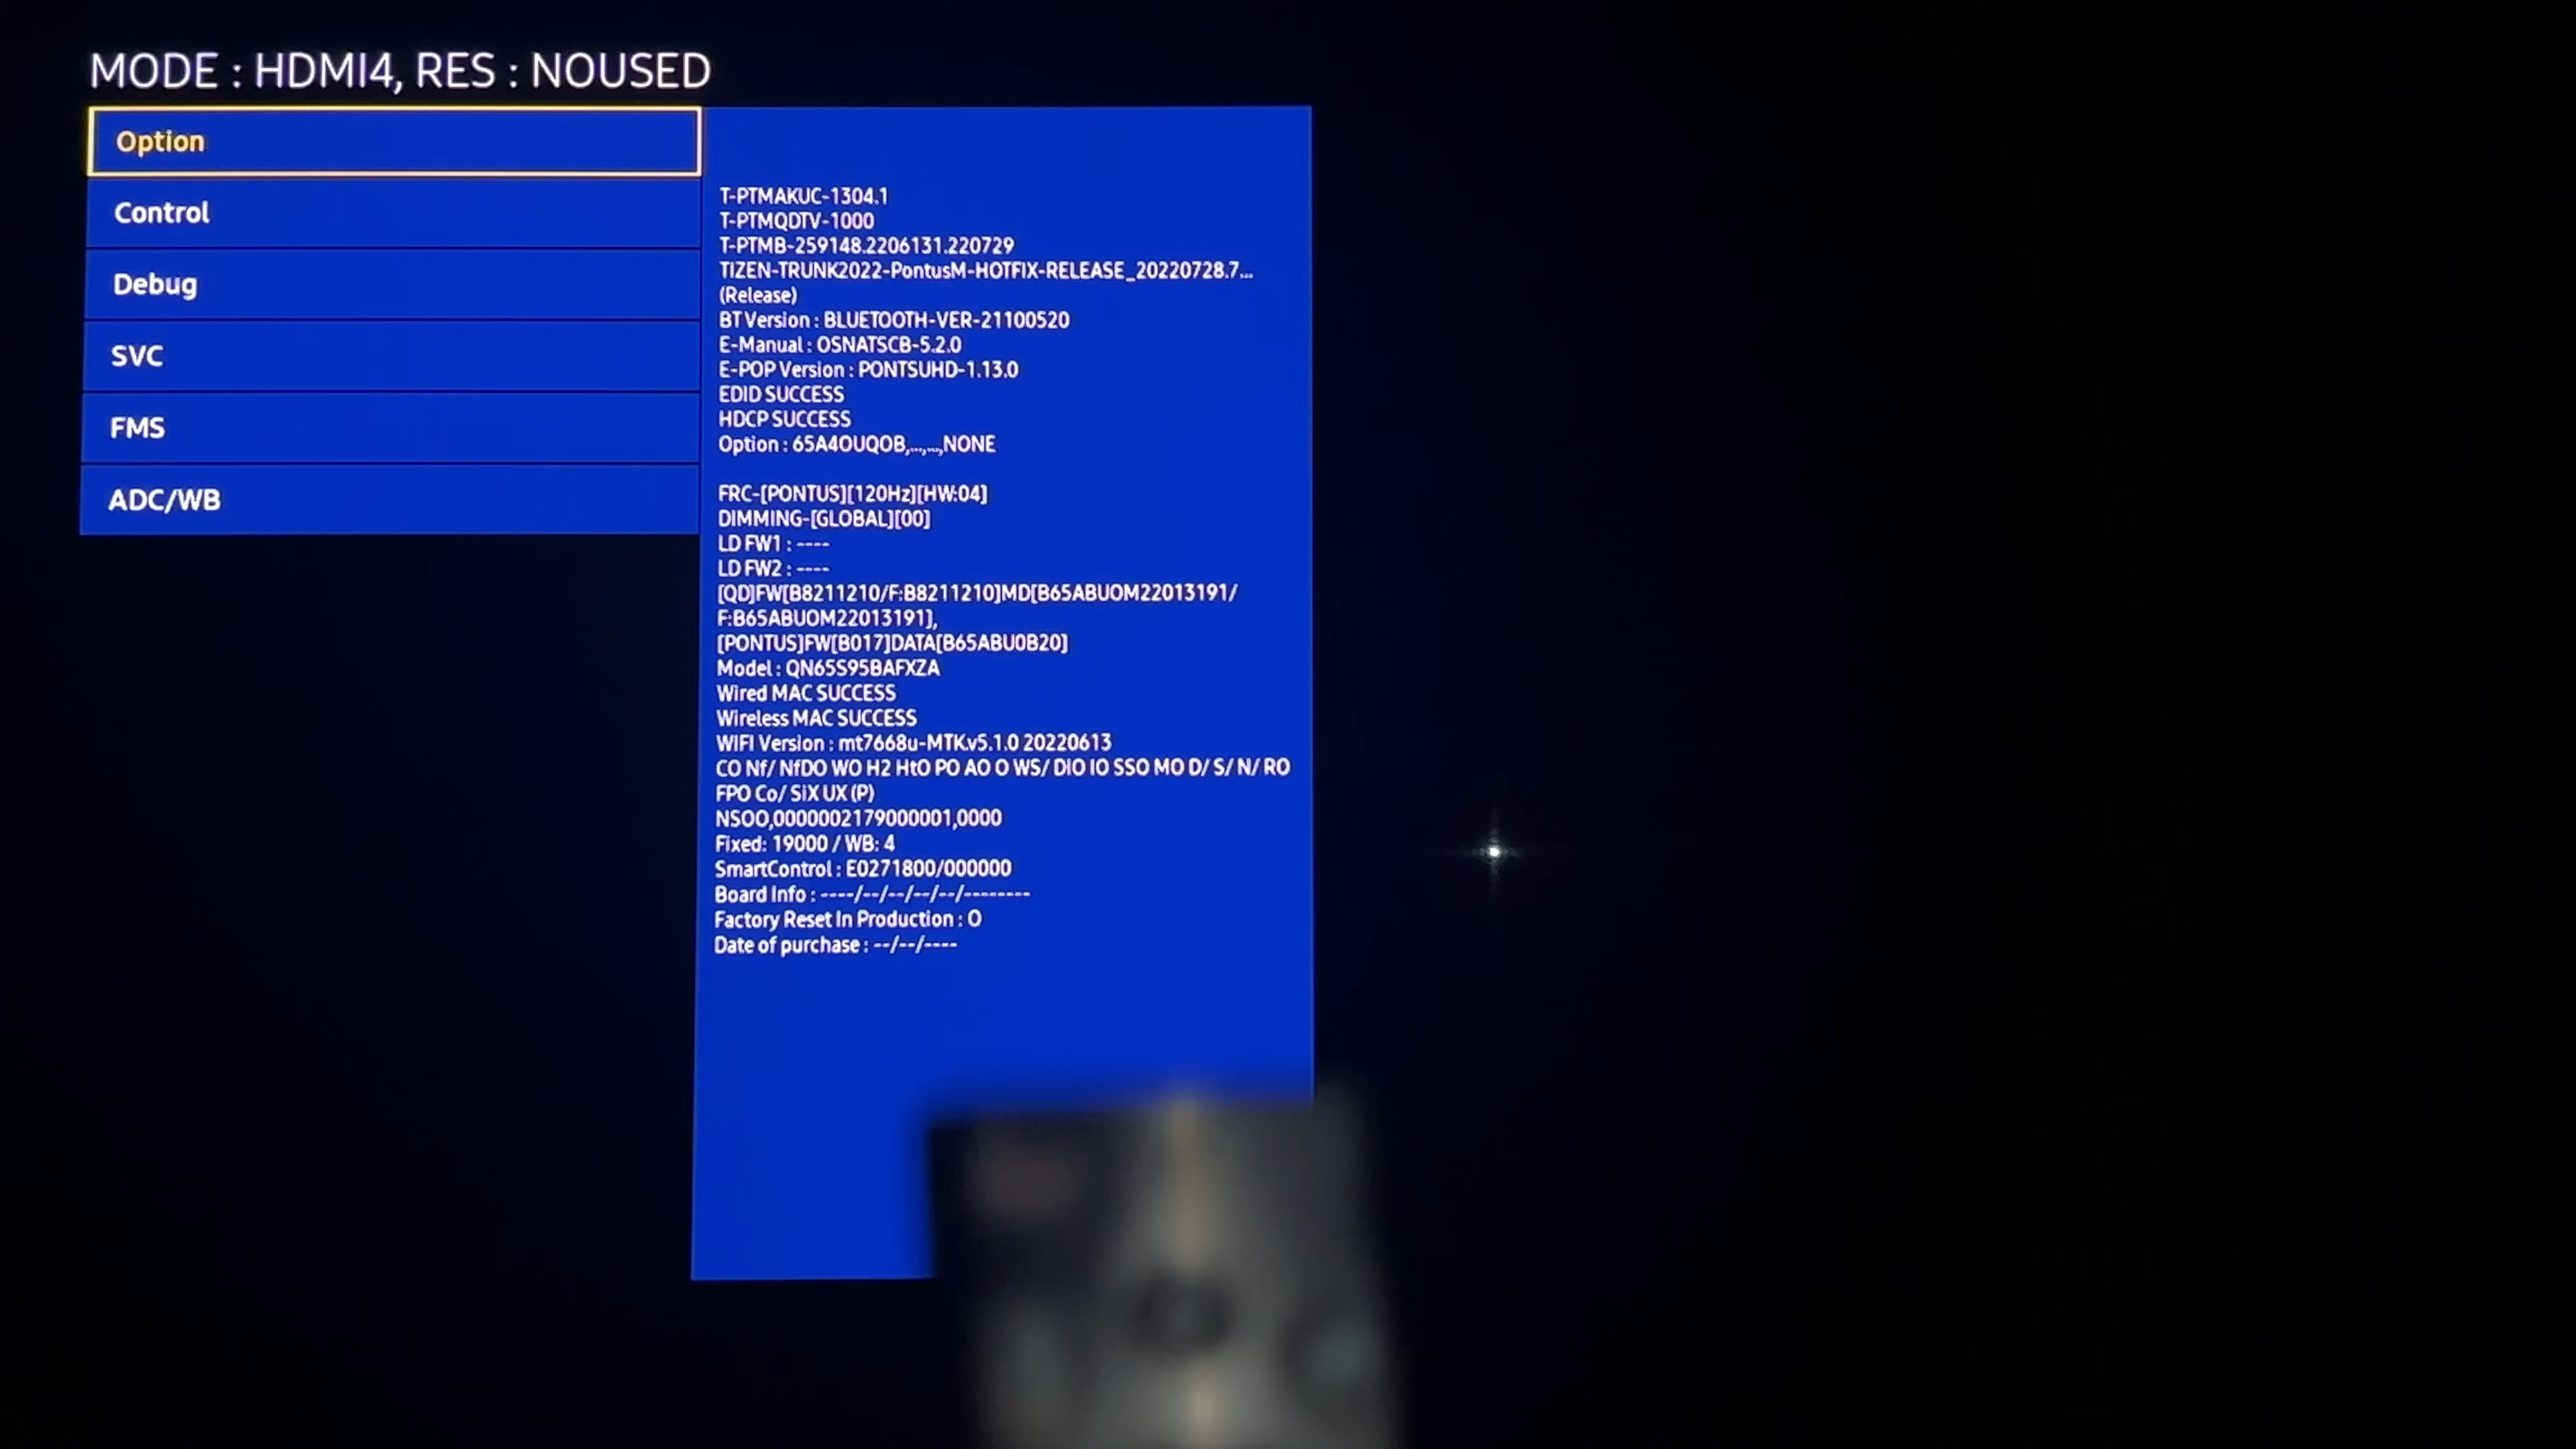 MODE : HDMI4, RES : NOUSED
Option
Control
Debug
SVC
FMS
ADC/WB
T-PTMAKUC-1304.1
T-PTMQDTV-1000
T-PTMB-259148.2206131.220729
TIZEN-TRUNK2022-PontusM-HOTFIX-RELEASE_20220728.7...
(Release)
BT Version : BLUETOOTH-VER-21100520
E-Manual : OSNATSCB-5.2.0
E-POP Version : PONTSUHD-1.13.0
EDID SUCCESS
HDCP SUCCESS
Option : 65A4OUQOB,...,...,NONE
FRC-[PONTUS][120Hz][HW:04]
DIMMING-[GLOBAL][00]
LD FW1 : ----
LD FW2 : ----
[QD]FW[B8211210/F:B8211210]MD[B65ABUOM22013191/
F:B65ABUOM22013191],
[PONTUS]FW[B017]DATA[B65ABU0B20]
Model : QN65S95BAFXZA
Wired MAC SUCCESS
Wireless MAC SUCCESS
WIFI Version : mt7668u-MTK.v5.1.0 20220613
CO Nf/ NfDO WO H2 HtO PO AO O WS/ DIO IO SSO MO D/ S/ N/ RO
FPO Co/ SiX UX (P)
NSOO,0000002179000001,0000
Fixed: 19000 / WB: 4
SmartControl : E0271800/000000
Board Info : ----/--/--/--/--/--------
Factory Reset In Production : O
Date of purchase : --/--/----